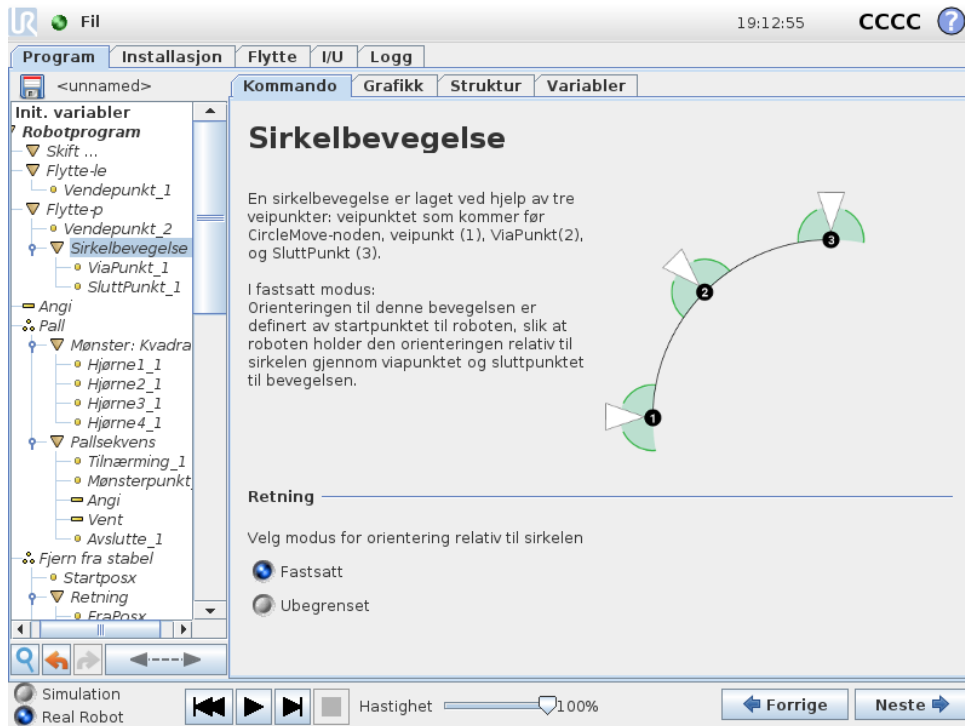 UR Fil 19:12:55 CCCC ?
Program Installasjon Flytte I/U Logg
<unnamed>
Kommando Grafikk Struktur Variabler
Init. variabler
Robotprogram
Skift ...
Flytte-le
Vendepunkt_1
Flytte-p
Vendepunkt_2
Sirkelbevegelse
ViaPunkt_1
SluttPunkt_1
Angi
Pall
Mønster: Kvadra
Hjørne1_1
Hjørne2_1
Hjørne3_1
Hjørne4_1
Pallsekvens
Tilnærming_1
Mønsterpunkt_
Angi
Vent
Avslutte_1
Fjern fra stabel
Startposx
Retning
FraPosx
Sirkelbevegelse
En sirkelbevegelse er laget ved hjelp av tre
veipunkter: veipunktet som kommer før
CircleMove-noden, veipunkt (1), ViaPunkt(2),
og SluttPunkt (3).
I fastsatt modus:
Orienteringen til denne bevegelsen er
definert av startpunktet til roboten, slik at
roboten holder den orienteringen relativ til
sirkelen gjennom viapunktet og sluttpunktet
til bevegelsen.
3
2
1
Retning
Velg modus for orientering relativ til sirkelen
Fastsatt
Ubegrenset
Simulation
Real Robot
Hastighet 100%
Forrige Neste